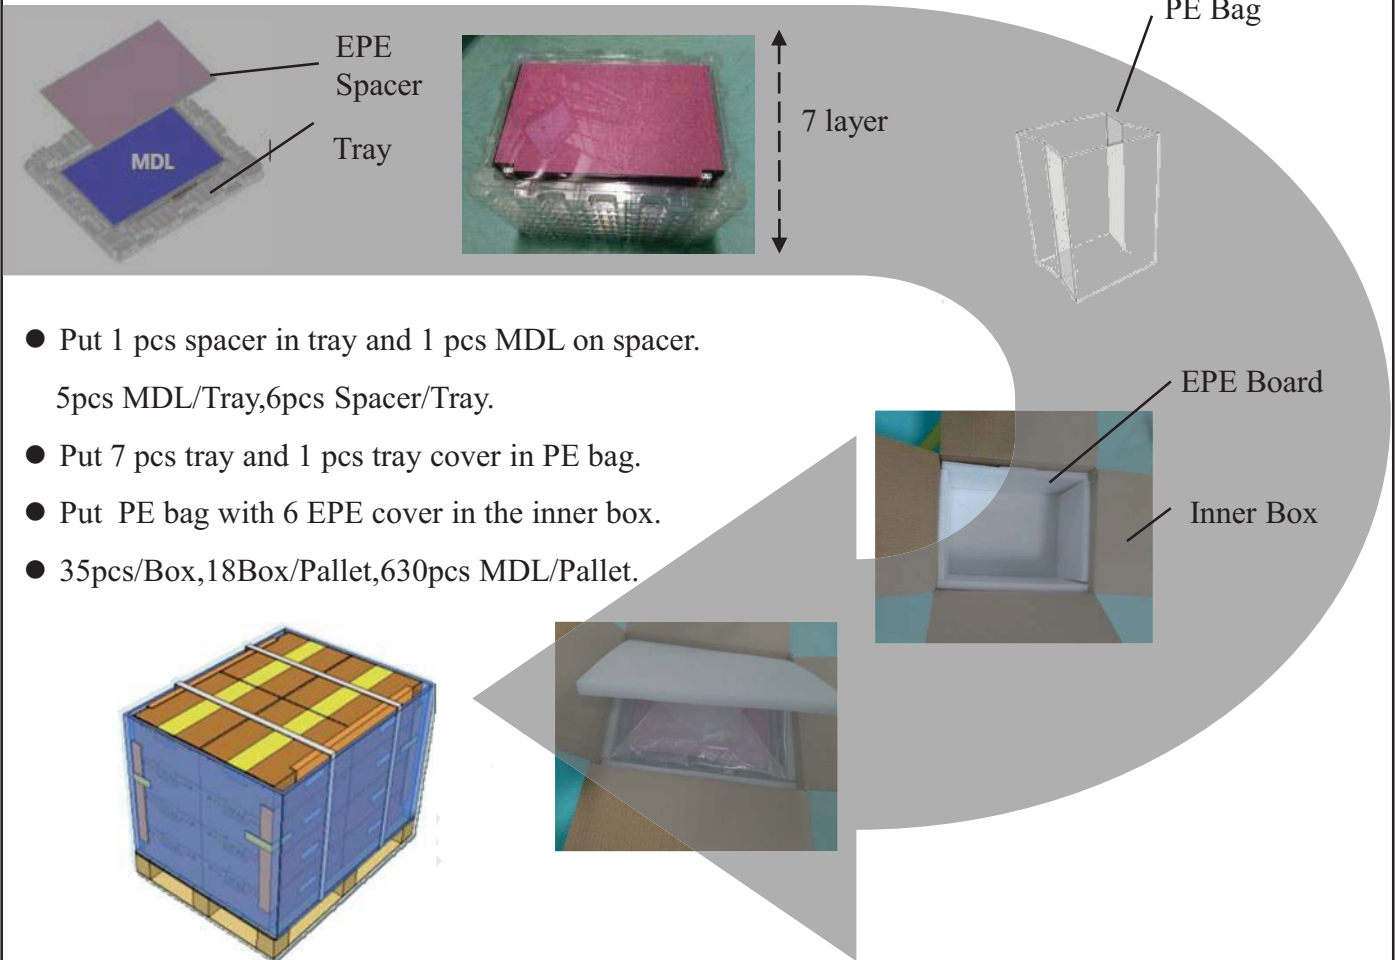 PE Bag
EPE
Spacer
Tray
MDL
7 layer
● Put 1 pcs spacer in tray and 1 pcs MDL on spacer.
5pcs MDL/Tray,6pcs Spacer/Tray.
● Put 7 pcs tray and 1 pcs tray cover in PE bag.
● Put PE bag with 6 EPE cover in the inner box.
● 35pcs/Box,18Box/Pallet,630pcs MDL/Pallet.
EPE Board
Inner Box